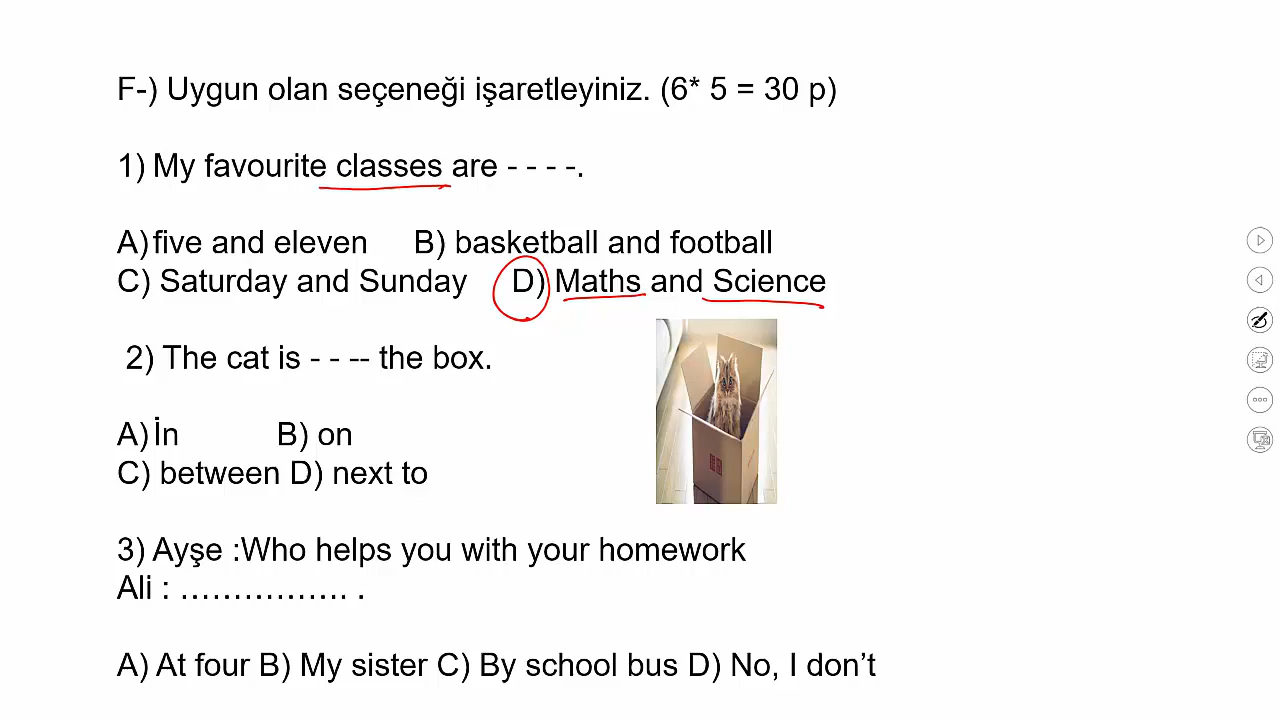 F-) Uygun olan seçeneği işaretleyiniz. (6* 5 = 30 p)
1) My favourite classes are - - - -.
A) five and eleven B) basketball and football
C) Saturday and Sunday D) Maths and Science
2) The cat is - - -- the box.
A) İn B) on
C) between D) next to
3) Ayşe :Who helps you with your homework
Ali : ................ .
A) At four B) My sister C) By school bus D) No, I don't